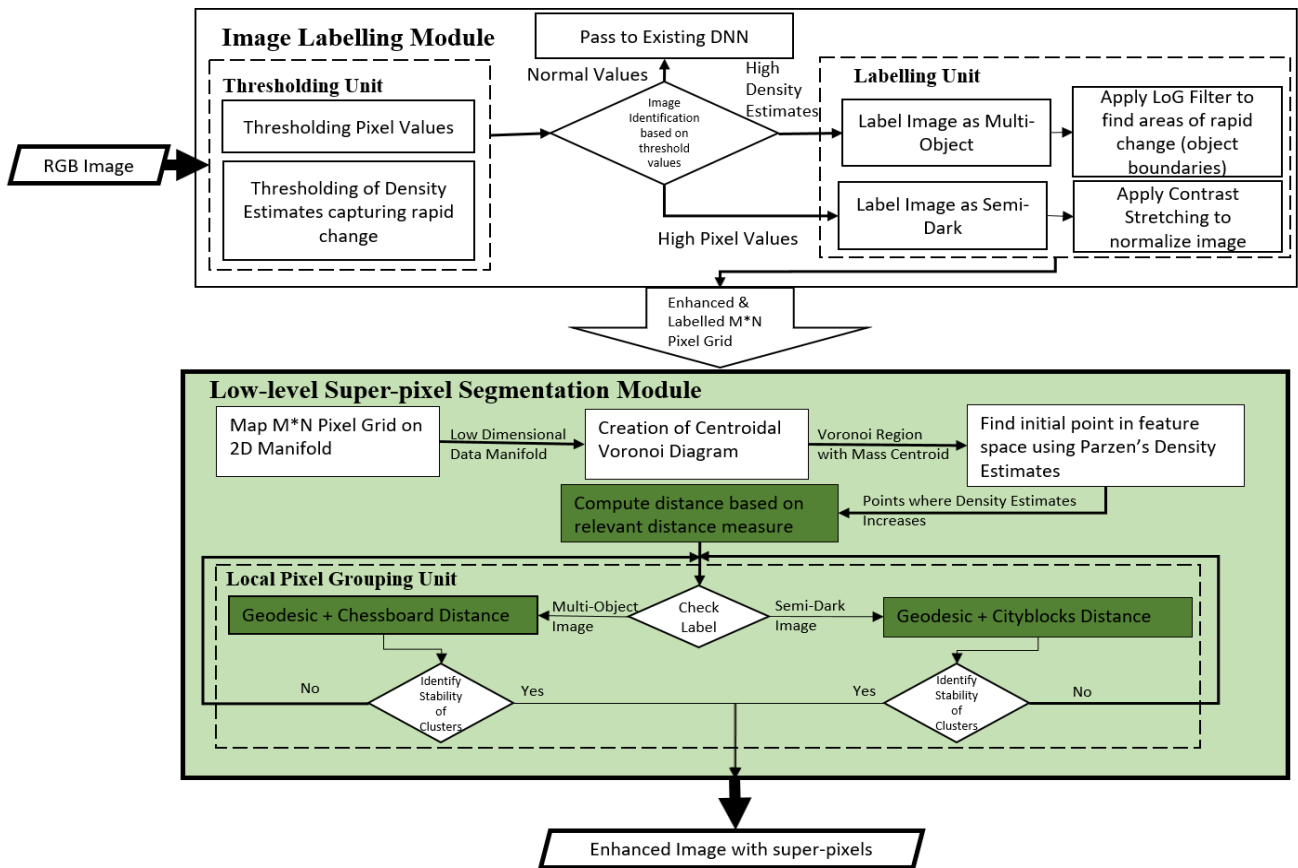 Image Labelling Module
Pass to Existing DNN
Normal Values
High
Density
Estimates
Thresholding Unit
Thresholding Pixel Values
Thresholding of Density
Estimates capturing rapid
change
RGB Image
Image
Identification
based on
threshold
values
High Pixel Values
Labelling Unit
Label Image as Multi-
Object
Apply LoG Filter to
find areas of rapid
change (object
boundaries)
Label Image as Semi-
Dark
Apply Contrast
Stretching to
normalize image
Enhanced &
Labelled M*N
Pixel Grid
Low-level Super-pixel Segmentation Module
Map M*N Pixel Grid on
2D Manifold
Low Dimensional
Data Manifold
Creation of Centroidal
Voronoi Diagram
Voronoi Region
with Mass Centroid
Find initial point in feature
space using Parzen’s Density
Estimates
Points where Density Estimates
Increases
Compute distance based on
relevant distance measure
Local Pixel Grouping Unit
Geodesic + Chessboard Distance
Multi-Object
Image
Check
Label
Semi-Dark
Image
Geodesic + Cityblocks Distance
No
Identify
Stability
of
Clusters
Yes
Yes
Identify
Stability
of
Clusters
No
Enhanced Image with super-pixels